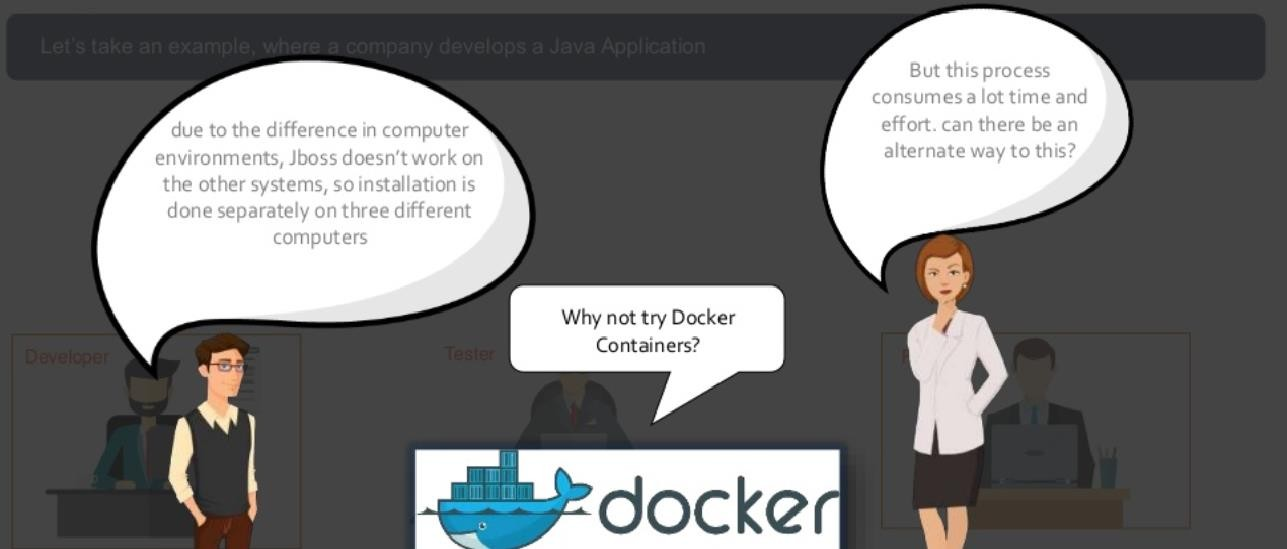 Let's take an example, where a company develops a Java Application
due to the difference in computer
environments, Jboss doesn't work on
the other systems, so installation is
done separately on three different
computers
But this process
consumes a lot time and
effort. can there be an
alternate way to this?
Why not try Docker
Containers?
Developer
Tester
docker